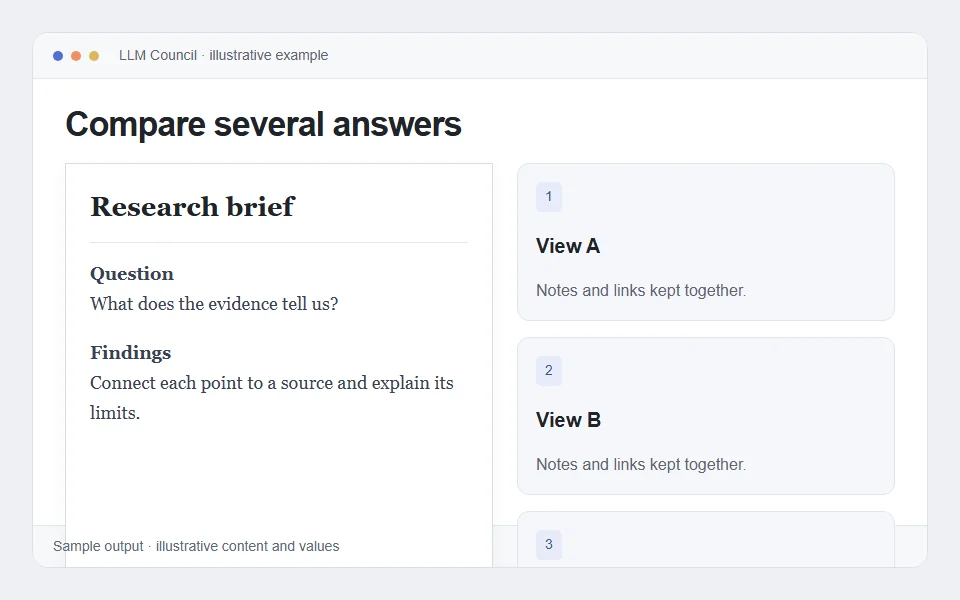 LLM Council · illustrative example
Compare several answers
Research brief
Question
What does the evidence tell us?
Findings
Connect each point to a source and explain its
limits.
1
View A
Notes and links kept together.
2
View B
Notes and links kept together.
3
Sample output · illustrative content and values